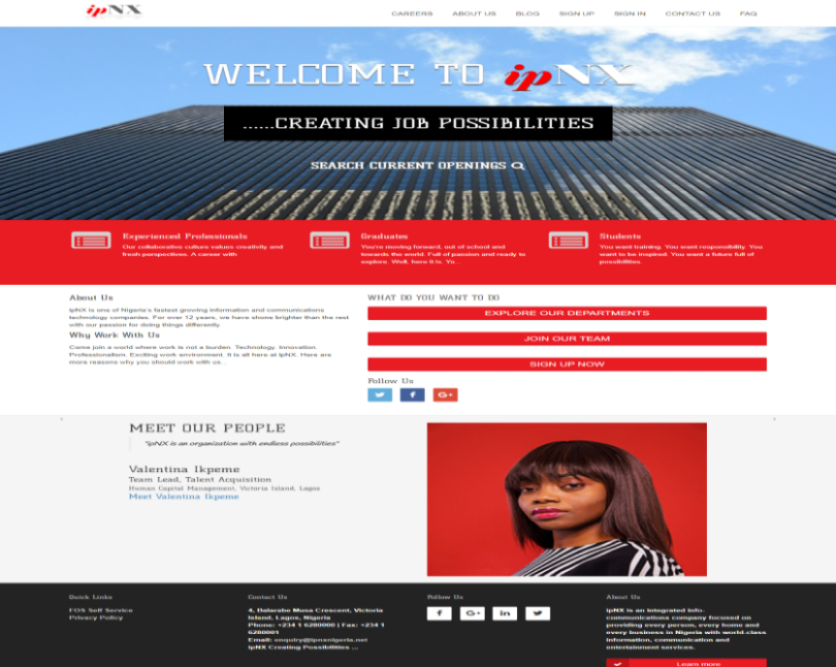 ipNX
CAREERS ABOUT US BLOG SIGN UP SIGN IN CONTACT US FAQ
WELCOME TO ipNX
......CREATING JOB POSSIBILITIES
SEARCH CURRENT OPENINGS
Experienced Professionals
Our collaborative culture values creativity and
fresh perspectives. A career with
Graduates
You're moving forward, out of school and
towards the world. Full of passion and ready to
explore. Well, here it is. Yo...
Students
You want training. You want responsibility. You
want to be inspired. You want a future full of
possibilities.
About Us
ipNX is one of Nigeria's fastest growing information and communications
technology companies. For over 12 years, we have shone brighter than the rest
with our passion for doing things differently
Why Work With Us
Come join a world where work is not a burden. Technology. Innovation.
Professionalism. Exciting work environment. It is all here at ipNX. Here are
more reasons why you should work with us...
WHAT DO YOU WANT TO DO
EXPLORE OUR DEPARTMENTS
JOIN OUR TEAM
SIGN UP NOW
Follow Us
f
G+
MEET OUR PEOPLE
"ipNX is an organization with endless possibilities"
Valentina Ikpeme
Team Lead, Talent Acquisition
Human Capital Management, Victoria Island, Lagos
Meet Valentina Ikpeme
Quick Links
FOS Self Service
Privacy Policy
Contact Us
4, Balarabe Musa Crescent, Victoria
Island, Lagos, Nigeria
Phone: +234 1 6280000 | Fax: +234 1
6280001
Email: enquiry@ipnxnigeria.net
ipNX Creating Possibilities ...
Follow Us
f G+ in
About Us
ipNX is an integrated info-
communications company focused on
providing every person, every home and
every business in Nigeria with world-class
information, communication and
entertainment services.
Learn more